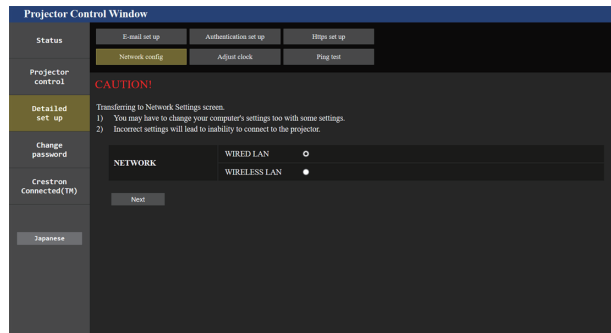 Projector Control Window
Status
Projector
control
Detailed
set up
Change
password
Crestron
Connected(TM)
Japanese
E-mail set up
Authentication set up
Https set up
Network config
Adjust clock
Ping test
CAUTION!
Transferring to Network Settings screen.
1) You may have to change your computer's settings too with some settings.
2) Incorrect settings will lead to inability to connect to the projector.
NETWORK
WIRED LAN
WIRELESS LAN
Next